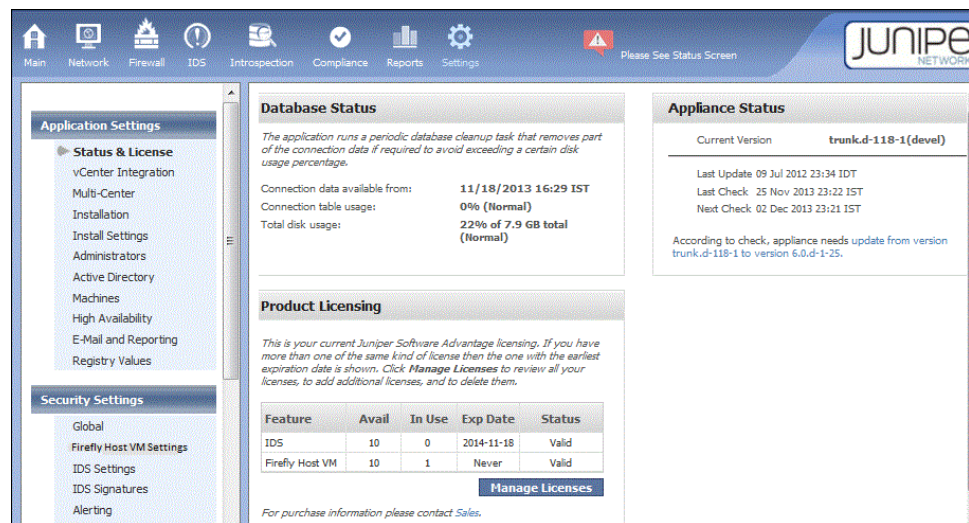 Main
Network
Firewall
IDS
Introspection
Compliance
Reports
Settings
Please See Status Screen
JUNIPE
NETWORK
Application Settings
Status & License
vCenter Integration
Multi-Center
Installation
Install Settings
Administrators
Active Directory
Machines
High Availability
E-Mail and Reporting
Registry Values
Security Settings
Global
Firefly Host VM Settings
IDS Settings
IDS Signatures
Alerting
Database Status
The application runs a periodic database cleanup task that removes part
of the connection data if required to avoid exceeding a certain disk
usage percentage.
Connection data available from: 11/18/2013 16:29 IST
Connection table usage: 0% (Normal)
Total disk usage: 22% of 7.9 GB total
(Normal)
Product Licensing
This is your current Juniper Software Advantage licensing. If you have
more than one of the same kind of license then the one with the earliest
expiration date is shown. Click Manage Licenses to review all your
licenses, to add additional licenses, and to delete them.
Feature Avail In Use Exp Date Status
IDS 10 0 2014-11-18 Valid
Firefly Host VM 10 1 Never Valid
Manage Licenses
For purchase information please contact Sales.
Appliance Status
Current Version trunk.d-118-1(devel)
Last Update 09 Jul 2012 23:34 IDT
Last Check 25 Nov 2013 23:22 IST
Next Check 02 Dec 2013 23:21 IST
According to check, appliance needs update from version
trunk.d-118-1 to version 6.0.d-1-25.